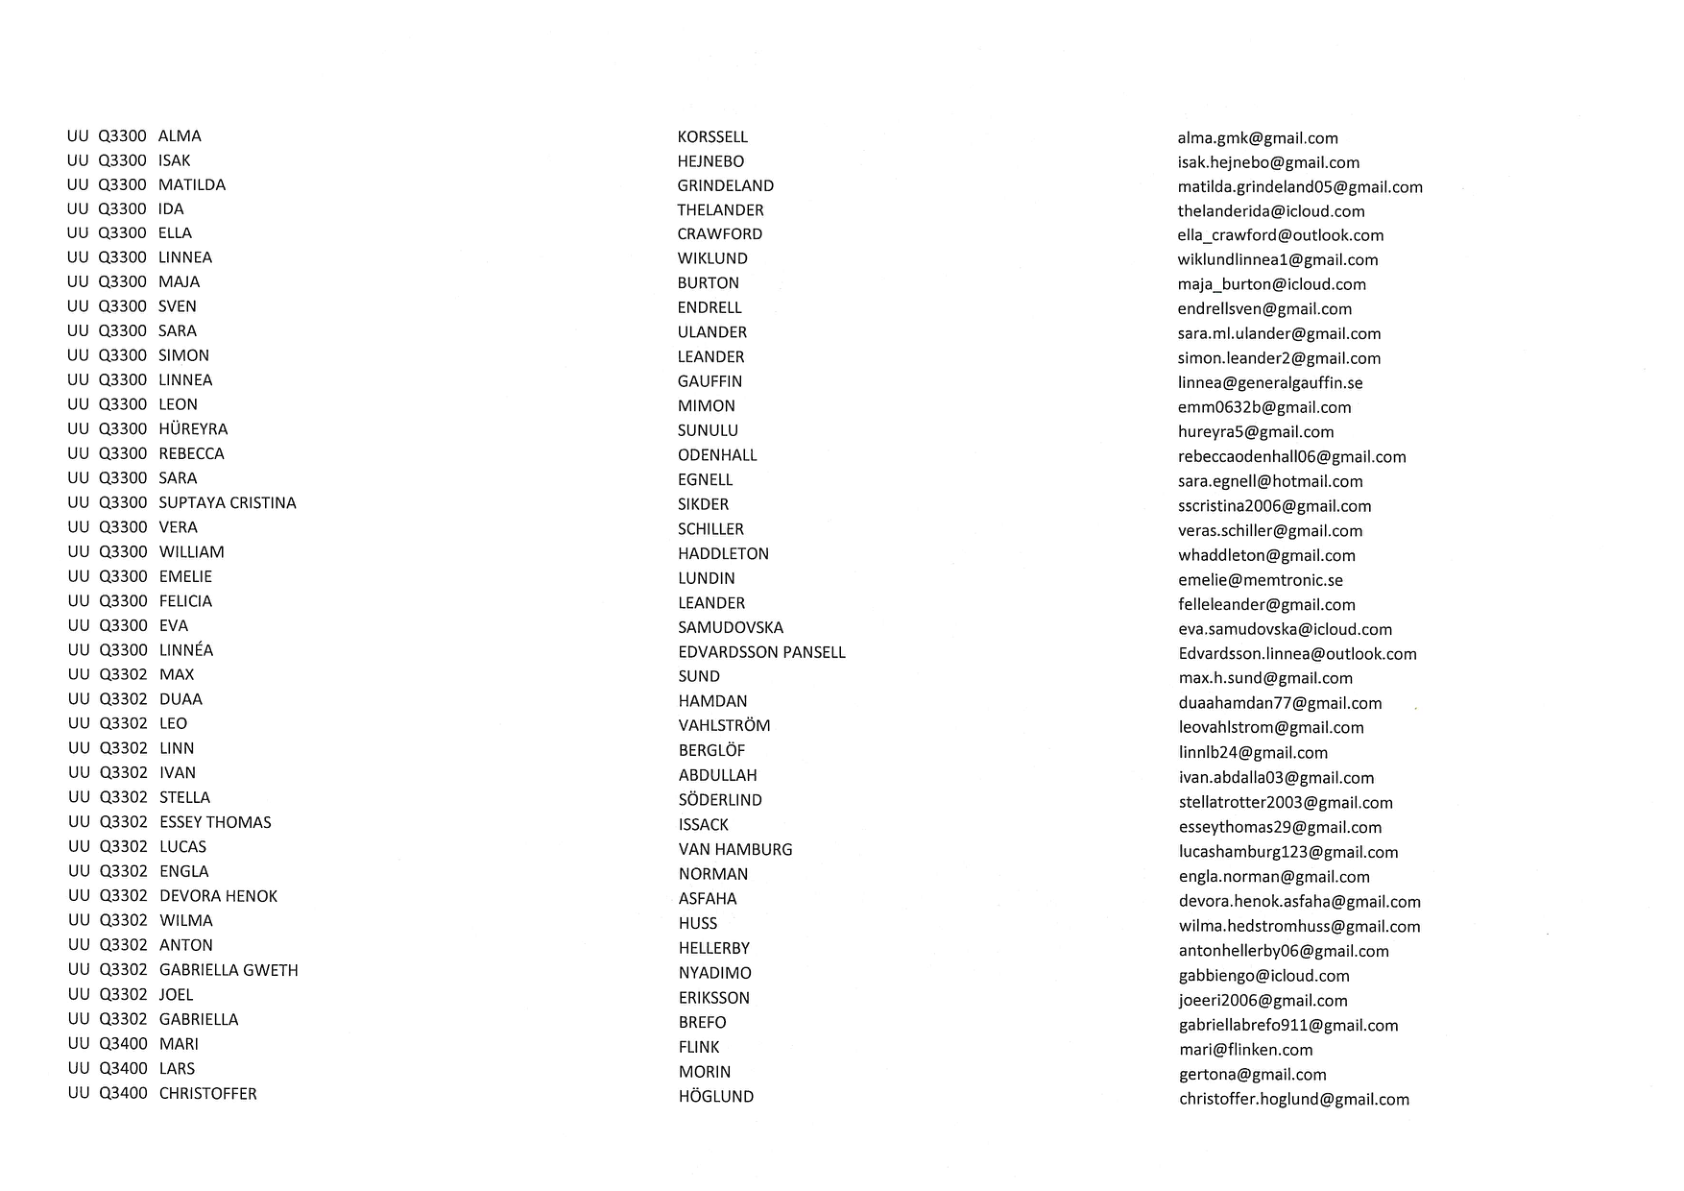 UU Q3300 ALMA KORSSELL alma.gmk@gmail.com
UU Q3300 ISAK HEJNEBO isak.hejnebo@gmail.com
UU Q3300 MATILDA GRINDELAND matilda.grindeland05@gmail.com
UU Q3300 IDA THELANDER thelanderida@icloud.com
UU Q3300 ELLA CRAWFORD ella_crawford@outlook.com
UU Q3300 LINNEA WIKLUND wiklundlinnea1@gmail.com
UU Q3300 MAJA BURTON maja_burton@icloud.com
UU Q3300 SVEN ENDRELL endrellsven@gmail.com
UU Q3300 SARA ULANDER sara.ml.ulander@gmail.com
UU Q3300 SIMON LEANDER simon.leander2@gmail.com
UU Q3300 LINNEA GAUFFIN linnea@generalgauffin.se
UU Q3300 LEON MIMON emm0632b@gmail.com
UU Q3300 HÜREYRA SUNULU hureyra5@gmail.com
UU Q3300 REBECCA ODENHALL rebeccaodenhall06@gmail.com
UU Q3300 SARA EGNELL sara.egnell@hotmail.com
UU Q3300 SUPTAYA CRISTINA SIKDER sscristina2006@gmail.com
UU Q3300 VERA SCHILLER veras.schiller@gmail.com
UU Q3300 WILLIAM HADDLETON whaddleton@gmail.com
UU Q3300 EMELIE LUNDIN emelie@memtronic.se
UU Q3300 FELICIA LEANDER felleleander@gmail.com
UU Q3300 EVA SAMUDOVSKA eva.samudovska@icloud.com
UU Q3300 LINNÉA EDVARDSSON PANSELL Edvardsson.linnea@outlook.com
UU Q3302 MAX SUND max.h.sund@gmail.com
UU Q3302 DUAA HAMDAN duaahamdan77@gmail.com
UU Q3302 LEO VAHLSTRÖM leovahlstrom@gmail.com
UU Q3302 LINN BERGLÖF linnlb24@gmail.com
UU Q3302 IVAN ABDULLAH ivan.abdalla03@gmail.com
UU Q3302 STELLA SÖDERLIND stellatrotter2003@gmail.com
UU Q3302 ESSEY THOMAS ISSACK esseythomas29@gmail.com
UU Q3302 LUCAS VAN HAMBURG lucashamburg123@gmail.com
UU Q3302 ENGLA NORMAN engla.norman@gmail.com
UU Q3302 DEVORA HENOK ASFAHA devora.henok.asfaha@gmail.com
UU Q3302 WILMA HUSS wilma.hedstromhuss@gmail.com
UU Q3302 ANTON HELLERBY antonhellerby06@gmail.com
UU Q3302 GABRIELLA GWETH NYADIMO gabbiengo@icloud.com
UU Q3302 JOEL ERIKSSON joeeri2006@gmail.com
UU Q3302 GABRIELLA BREFO gabriellabrefo911@gmail.com
UU Q3400 MARI FLINK mari@flinken.com
UU Q3400 LARS MORIN gertona@gmail.com
UU Q3400 CHRISTOFFER HÖGLUND christoffer.hoglund@gmail.com